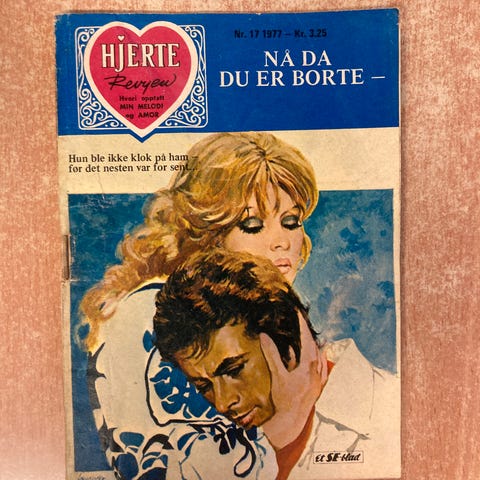 HJERTE
Revyen
Hvori opptatt
MIN MELODI
og AMOR
Nr. 17 1977 – Kr. 3.25
NÅ DA
DU ER BORTE –
Hun ble ikke klok på ham –
før det nesten var for sent...
Et SE-blad